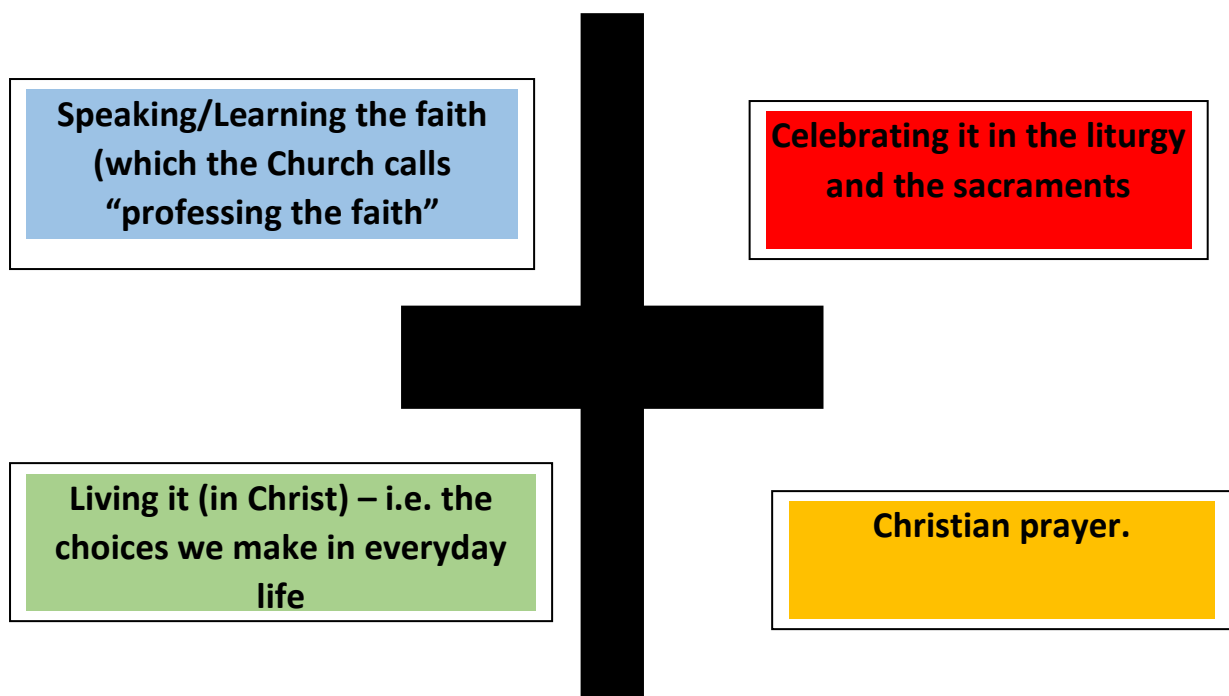 Speaking/Learning the faith
(which the Church calls
“professing the faith”
Celebrating it in the liturgy
and the sacraments
Living it (in Christ) – i.e. the
choices we make in everyday
life
Christian prayer.